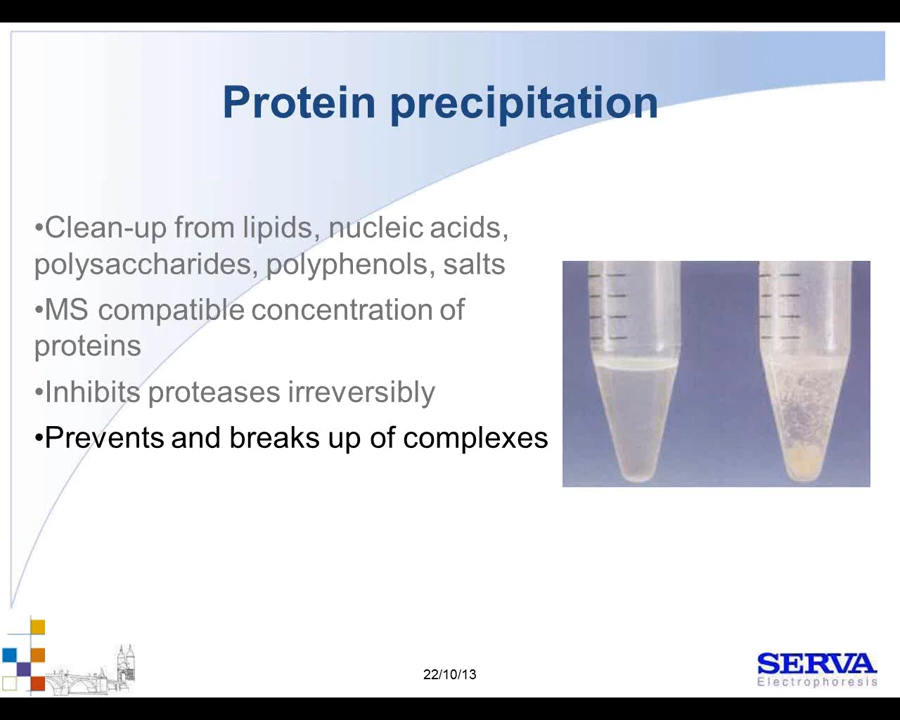 Protein precipitation
•Clean-up from lipids, nucleic acids,
polysaccharides, polyphenols, salts
•MS compatible concentration of
proteins
•Inhibits proteases irreversibly
•Prevents and breaks up of complexes
22/10/13
SERVA
Electrophoresis